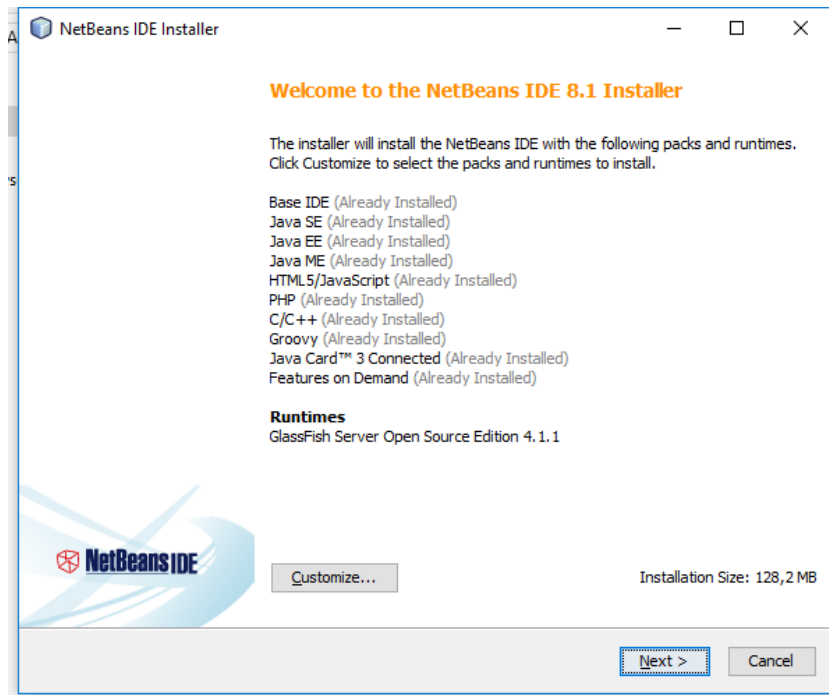 A
NetBeans IDE Installer
Welcome to the NetBeans IDE 8.1 Installer
The installer will install the NetBeans IDE with the following packs and runtimes.
Click Customize to select the packs and runtimes to install.
's
Base IDE (Already Installed)
Java SE (Already Installed)
Java EE (Already Installed)
Java ME (Already Installed)
HTML5/JavaScript (Already Installed)
PHP (Already Installed)
C/C++ (Already Installed)
Groovy (Already Installed)
Java Card™ 3 Connected (Already Installed)
Features on Demand (Already Installed)
Runtimes
GlassFish Server Open Source Edition 4.1.1
NetBeans IDE
Customize...
Installation Size: 128,2 MB
Next >
Cancel